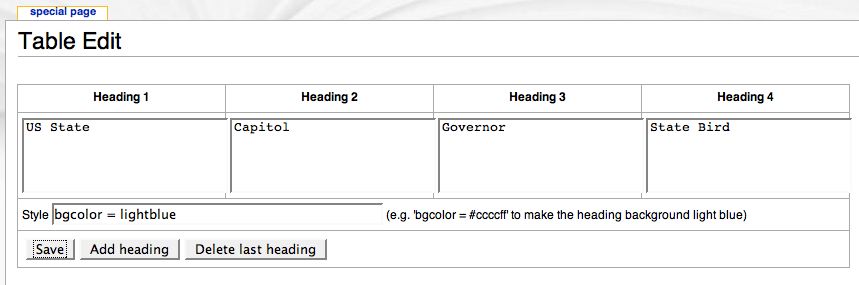 special page
Table Edit
Heading 1 Heading 2 Heading 3 Heading 4
US State Capitol Governor State Bird
Style bgcolor = lightblue (e.g. 'bgcolor = #ccccff' to make the heading background light blue)
Save Add heading Delete last heading